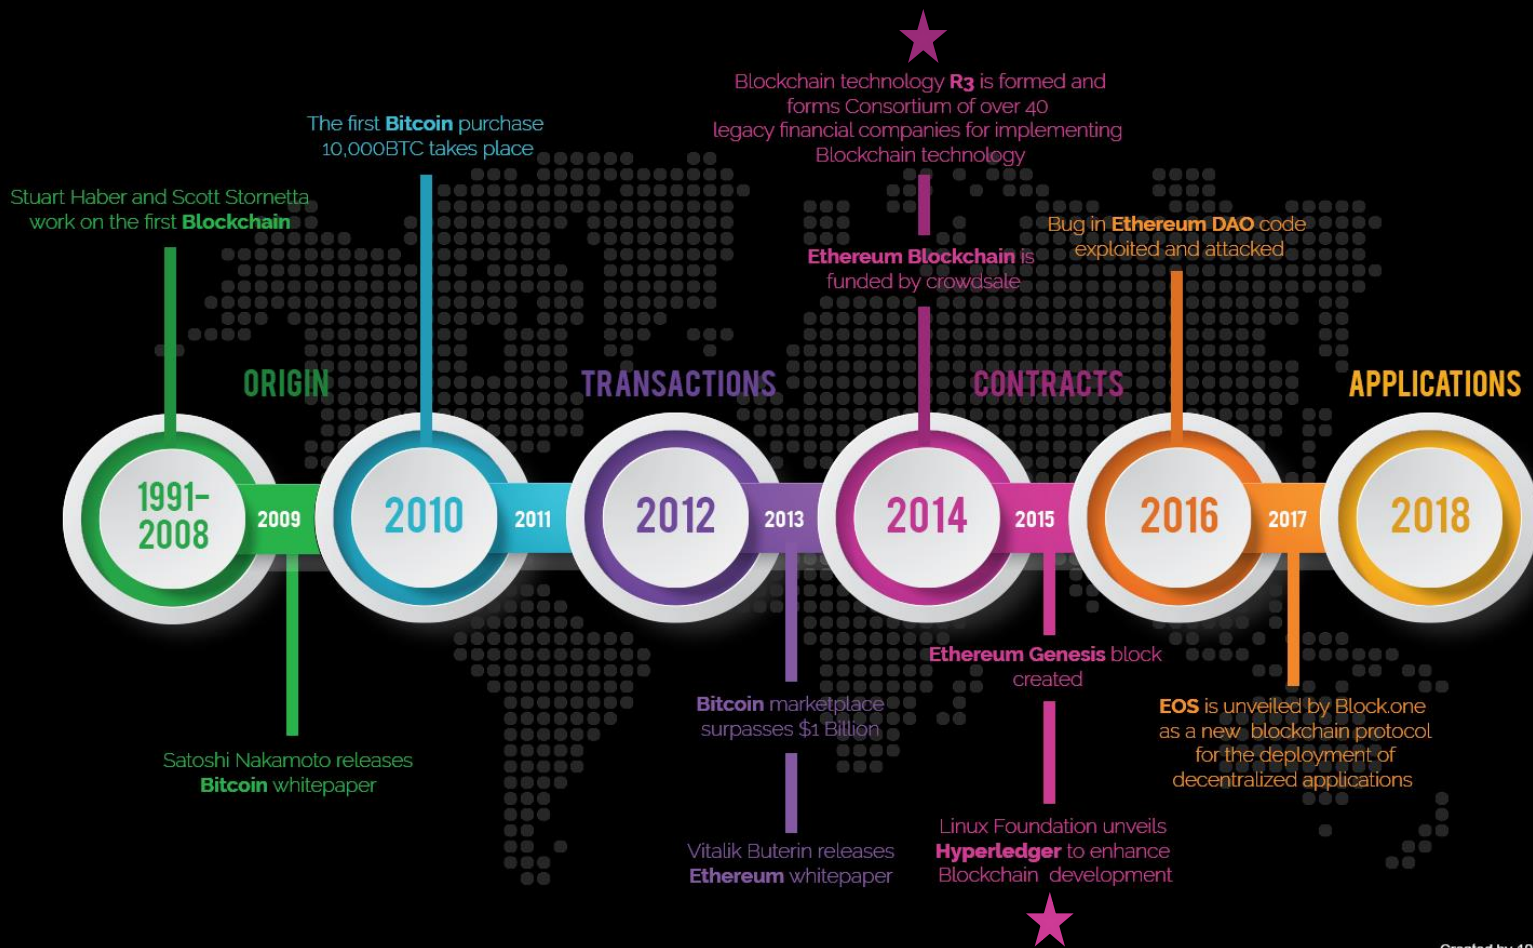 Blockchain technology R3 is formed and
forms Consortium of over 40
legacy financial companies for implementing
Blockchain technology
The first Bitcoin purchase
10,000BTC takes place
Stuart Haber and Scott Stornetta
work on the first Blockchain
Bug in Ethereum DAO code
exploited and attacked
Ethereum Blockchain is
funded by crowdsale
ORIGIN
TRANSACTIONS
CONTRACTS
APPLICATIONS
1991-
2008
2009
2010
2011
2012
2013
2014
2015
2016
2017
2018
Ethereum Genesis block
created
Bitcoin marketplace
surpasses $1 Billion
EOS is unveiled by Block.one
as a new blockchain protocol
for the deployment of
decentralized applications
Satoshi Nakamoto releases
Bitcoin whitepaper
Linux Foundation unveils
Hyperledger to enhance
Blockchain development
Vitalik Buterin releases
Ethereum whitepaper
Created by